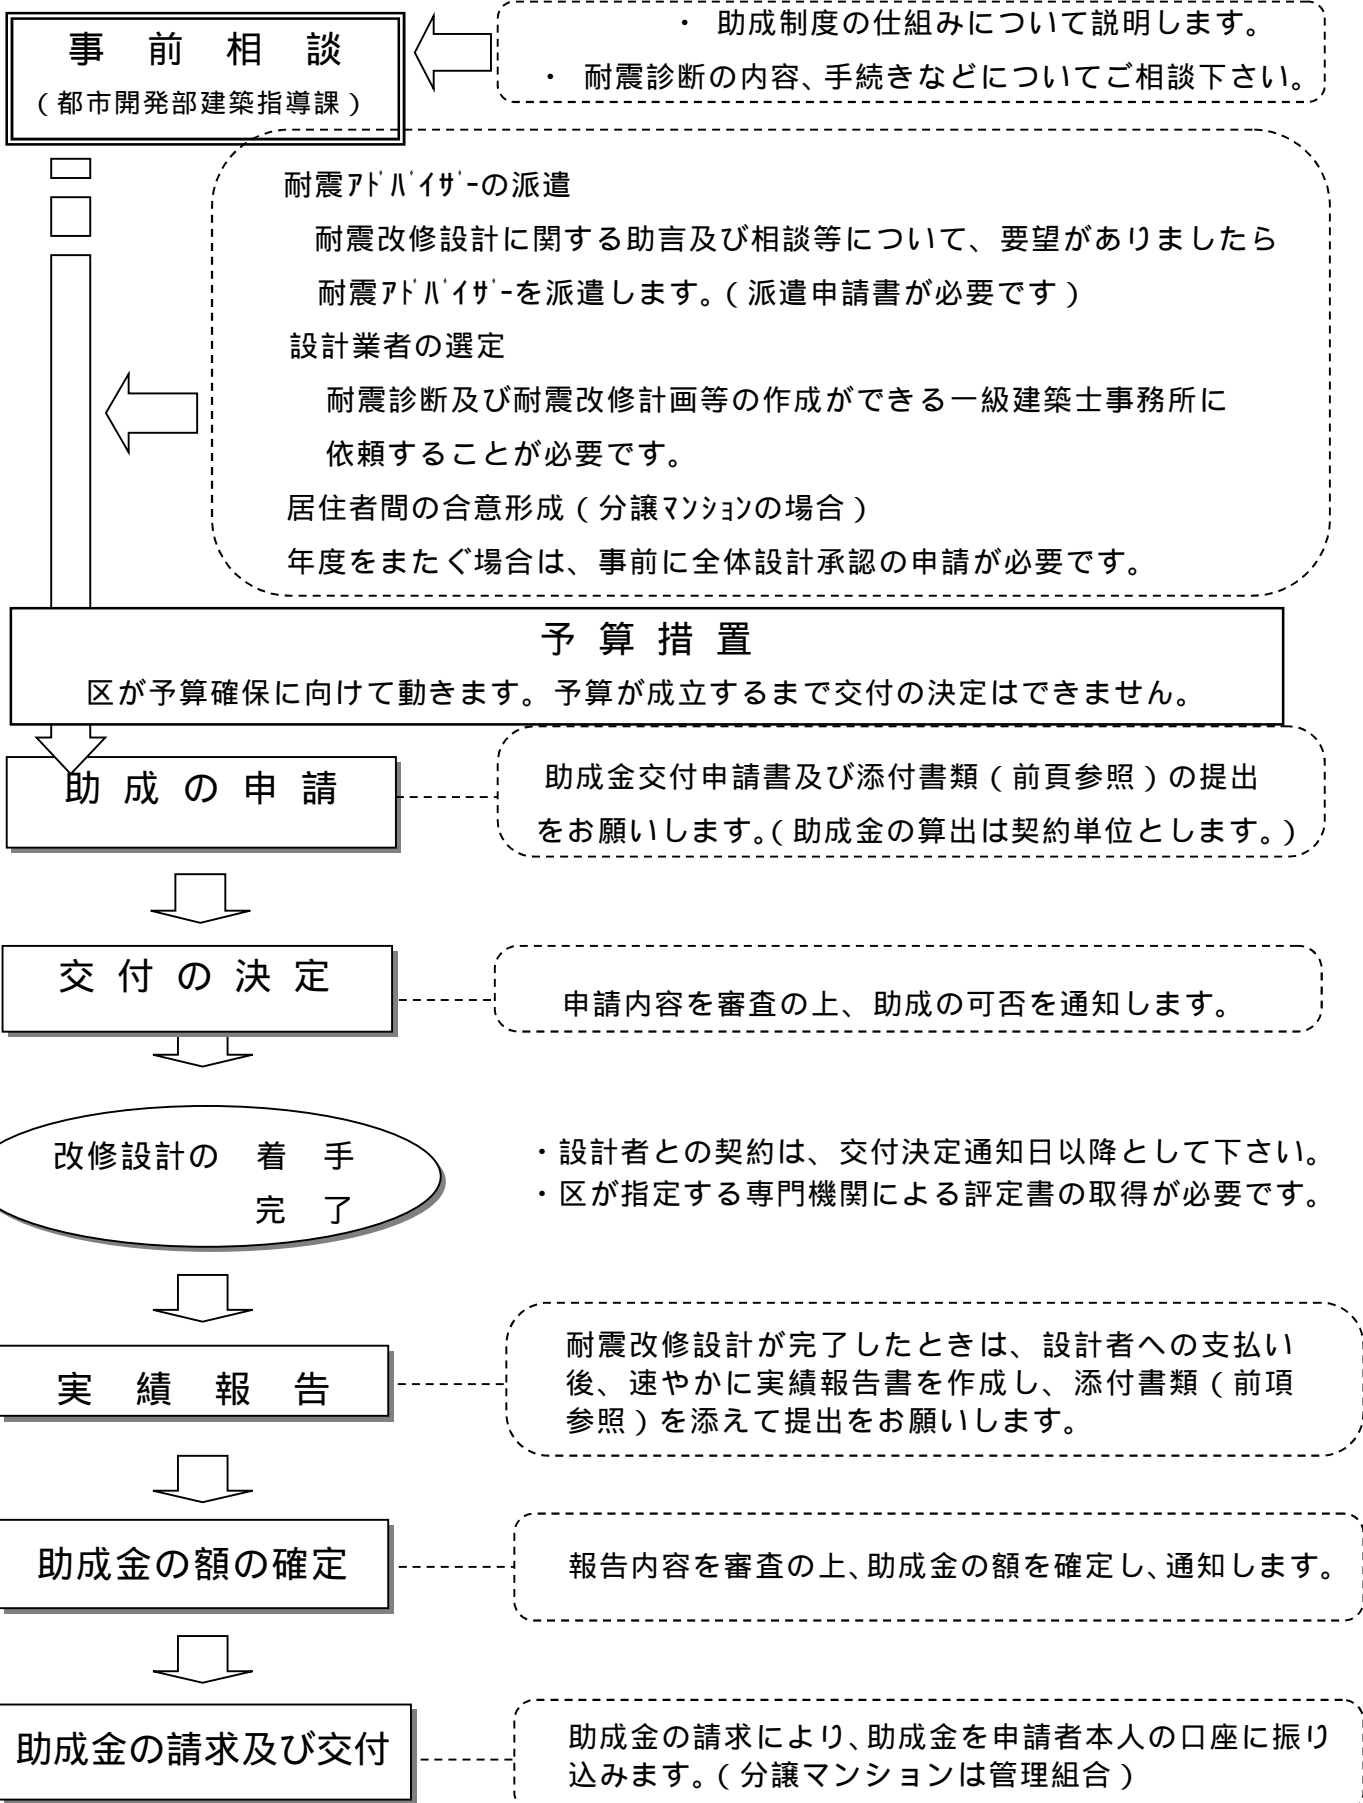 事前相談
（都市開発部建築指導課）
・ 助成制度の仕組みについて説明します。
・ 耐震診断の内容、手続きなどについてご相談下さい。
耐震ｱﾄﾞﾊﾞｲｻﾞｰの派遣
耐震改修設計に関する助言及び相談等について、要望がありましたら
耐震ｱﾄﾞﾊﾞｲｻﾞｰを派遣します。（派遣申請書が必要です）
設計業者の選定
耐震診断及び耐震改修計画等の作成ができる一級建築士事務所に
依頼することが必要です。
居住者間の合意形成（分譲ﾏﾝｼｮﾝの場合）
年度をまたぐ場合は、事前に全体設計承認の申請が必要です。
予算措置
区が予算確保に向けて動きます。予算が成立するまで交付の決定はできません。
助成の申請
助成金交付申請書及び添付書類（前頁参照）の提出
をお願いします。（助成金の算出は契約単位とします。）
交付の決定
申請内容を審査の上、助成の可否を通知します。
改修設計の 着 手
完 了
・設計者との契約は、交付決定通知日以降として下さい。
・区が指定する専門機関による評定書の取得が必要です。
実績報告
耐震改修設計が完了したときは、設計者への支払い
後、速やかに実績報告書を作成し、添付書類（前項
参照）を添えて提出をお願いします。
助成金の額の確定
報告内容を審査の上、助成金の額を確定し、通知します。
助成金の請求及び交付
助成金の請求により、助成金を申請者本人の口座に振り
込みます。（分譲マンションは管理組合）